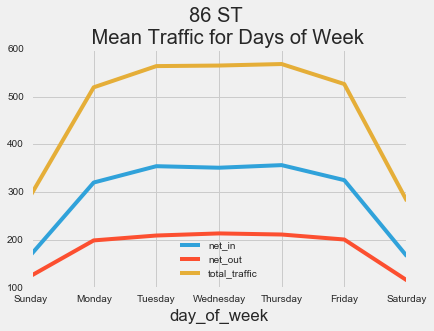 86 ST
Mean Traffic for Days of Week
600
500
400
300
200
100
Sunday Monday Tuesday Wednesday Thursday Friday Saturday
day_of_week
net_in
net_out
total_traffic